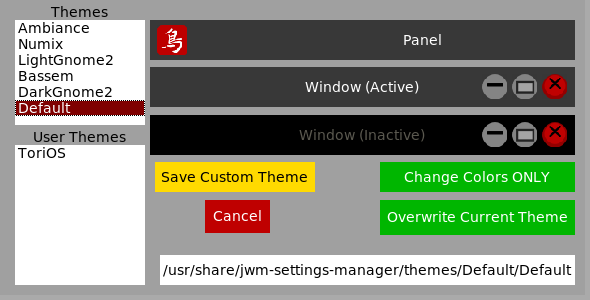 Themes
Ambiance
Numix
LightGnome2
Bassem
DarkGnome2
Default
User Themes
ToriOS
鳥
Panel
Window (Active)
Window (Inactive)
Save Custom Theme
Change Colors ONLY
Cancel
Overwrite Current Theme
/usr/share/jwm-settings-manager/themes/Default/Default